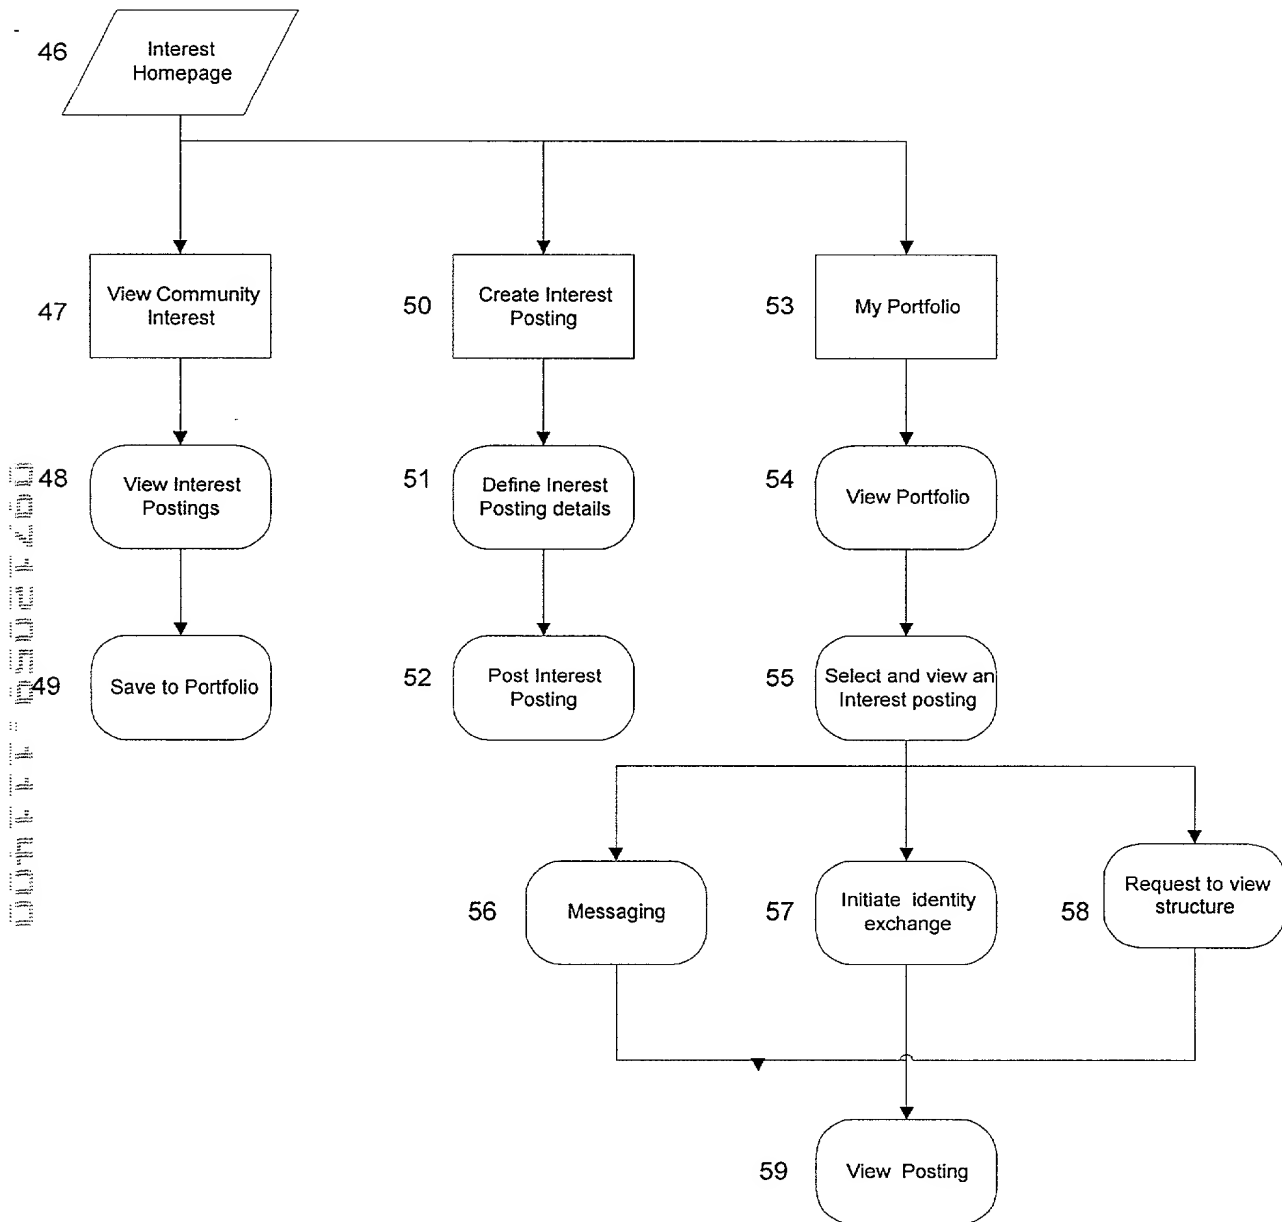 46
Interest
Homepage
47
View Community
Interest
50
Create Interest
Posting
53
My Portfolio
48
View Interest
Postings
51
Define Inerest
Posting details
54
View Portfolio
49
Save to Portfolio
52
Post Interest
Posting
55
Select and view an
Interest posting
56
Messaging
57
Initiate identity
exchange
58
Request to view
structure
59
View Posting